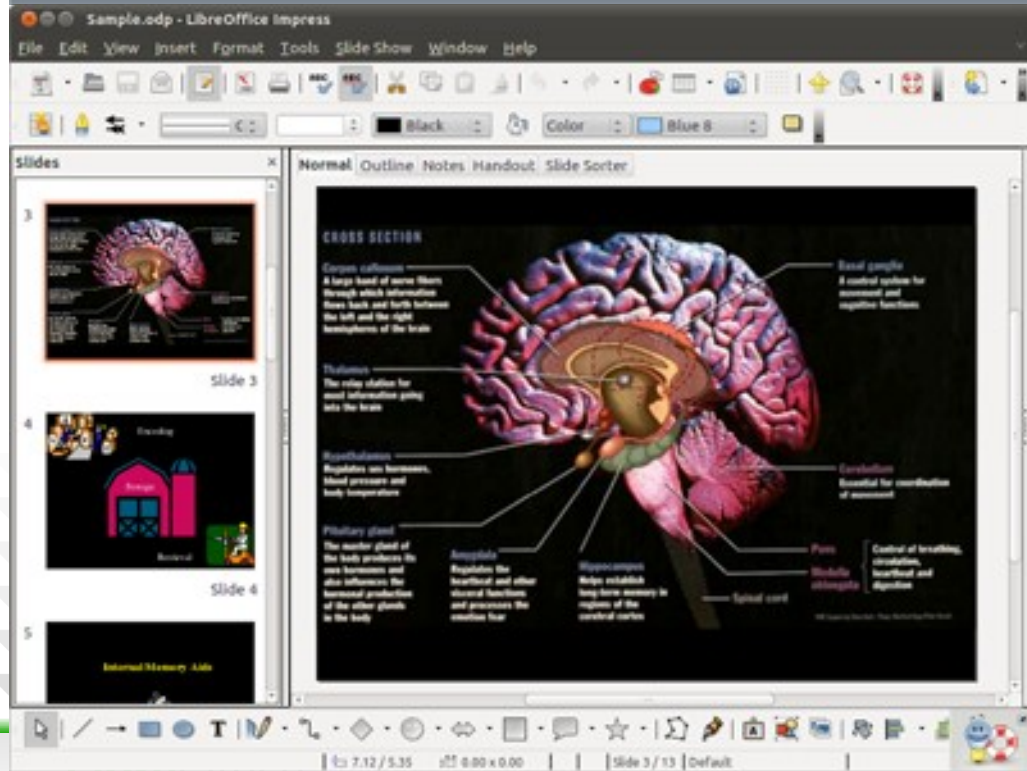 Sample.odp - LibreOffice Impress
File Edit View Insert Format Tools Slide Show Window Help
Black Color Blue 8
Slides
Normal Outline Notes Handout Slide Sorter
3
Slide 3
4
Encoding
Storage
Retrieval
Slide 4
5
Internal Memory Aids
CROSS SECTION
Corpus callosum
A large band of nerve fibers
through which information
flows back and forth between
the left and the right
hemispheres of the brain
Thalamus
The relay station for
most information going
into the brain
Hypothalamus
Regulates sex hormones,
blood pressure and
body temperature
Pituitary gland
The master gland of
the body produces its
own hormones and
also influences the
hormonal production
of the other glands
in the body
Amygdala
Regulates the
heartbeat and other
visceral functions
and processes the
emotion fear
Hippocampus
Helps establish
long-term memory in
regions of the
cerebral cortex
Basal ganglia
A control system for
movement and
cognitive functions
Cerebellum
Essential for coordination
of movement
Pons
Medulla
oblongata
Control of breathing,
circulation,
heartbeat and
digestion
Spinal cord
7.12 / 5.35 0.00 x 0.00 Slide 3 / 13 Default